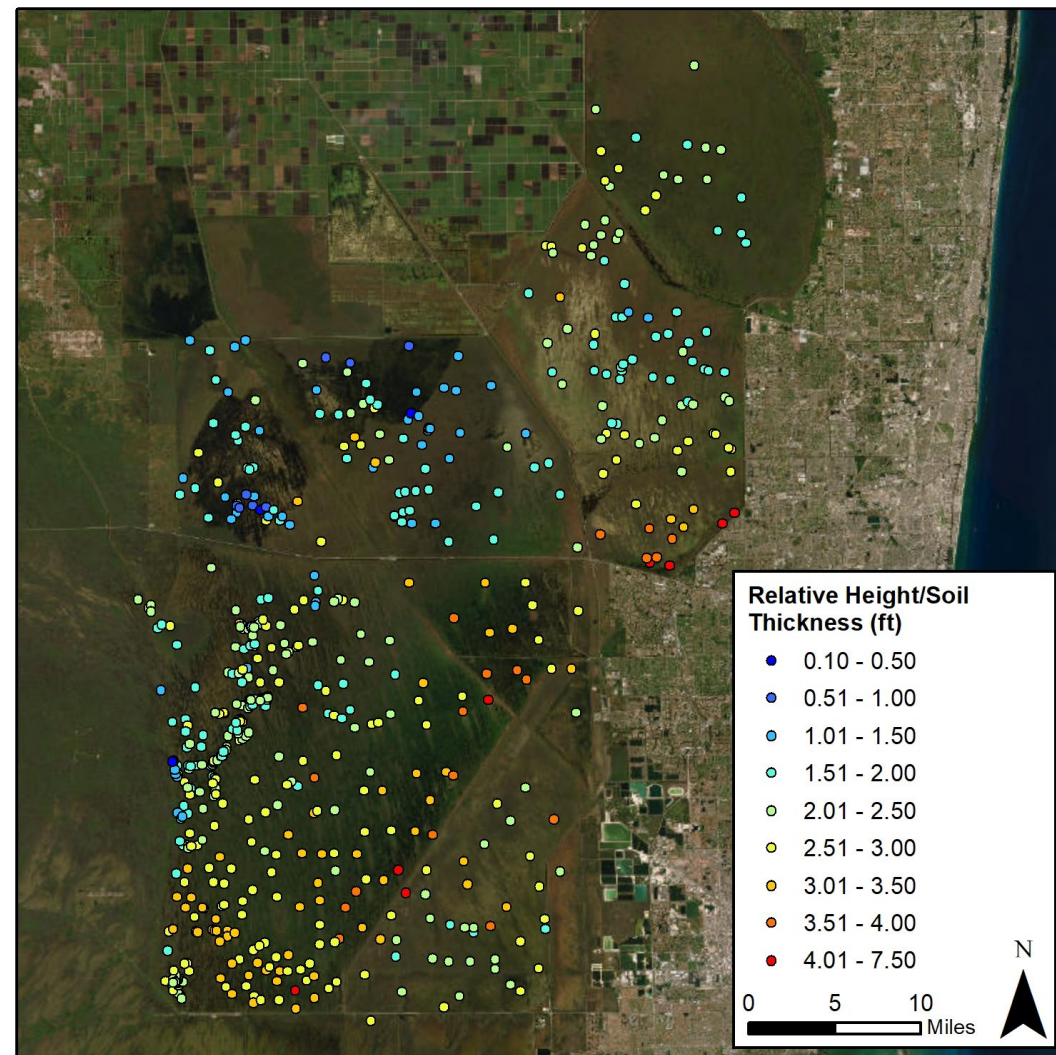 Relative Height/Soil
Thickness (ft)
0.10 - 0.50
0.51 - 1.00
1.01 - 1.50
1.51 - 2.00
2.01 - 2.50
2.51 - 3.00
3.01 - 3.50
3.51 - 4.00
4.01 - 7.50
N
0 5 10
Miles